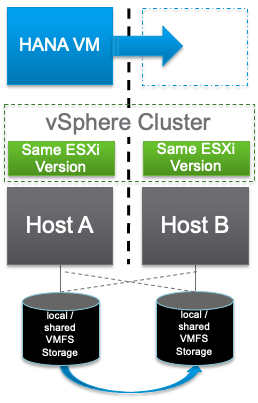 HANA VM
vSphere Cluster
Same ESXi
Version
Same ESXi
Version
Host A
Host B
local /
shared
VMFS
Storage
local /
shared
VMFS
Storage